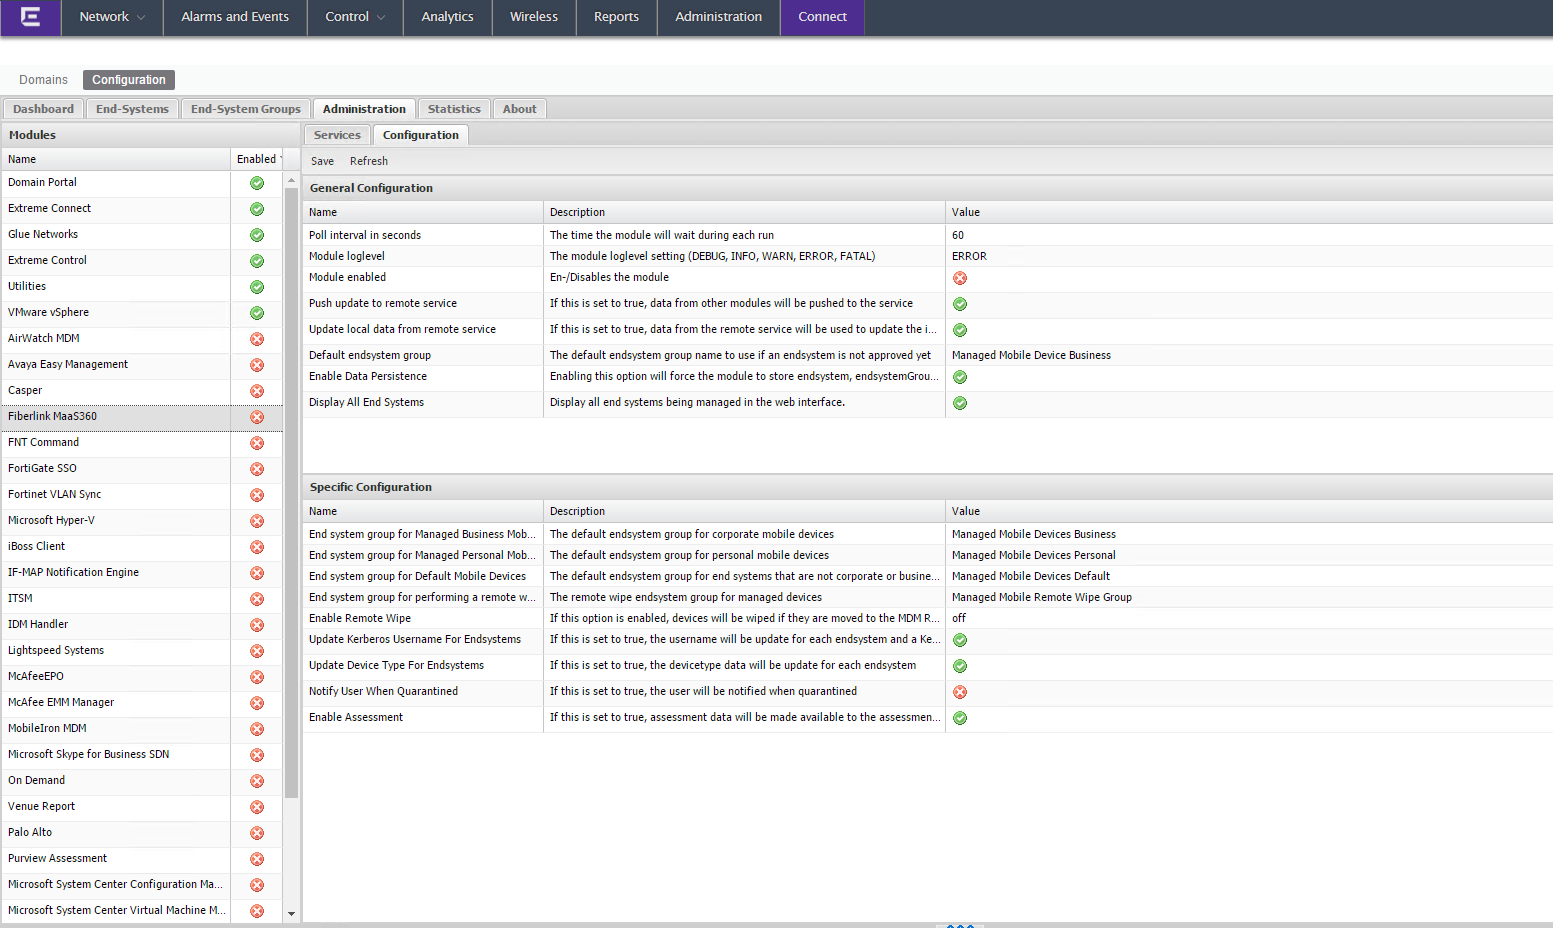 Network
Alarms and Events
Control
Analytics
Wireless
Reports
Administration
Connect
Domains
Configuration
Dashboard
End-Systems
End-System Groups
Administration
Statistics
About
Modules
Name
Enabled
Domain Portal
Extreme Connect
Glue Networks
Extreme Control
Utilities
VMware vSphere
AirWatch MDM
Avaya Easy Management
Casper
Fiberlink MaaS360
FNT Command
FortiGate SSO
Fortinet VLAN Sync
Microsoft Hyper-V
iBoss Client
IF-MAP Notification Engine
ITSM
IDM Handler
Lightspeed Systems
McAfeeEPO
McAfee EMM Manager
MobileIron MDM
Microsoft Skype for Business SDN
On Demand
Venue Report
Palo Alto
Purview Assessment
Microsoft System Center Configuration Ma...
Microsoft System Center Virtual Machine M...
Services
Configuration
Save
Refresh
General Configuration
Name Description Value
Poll interval in seconds The time the module will wait during each run 60
Module loglevel The module loglevel setting (DEBUG, INFO, WARN, ERROR, FATAL) ERROR
Module enabled En-/Disables the module
Push update to remote service If this is set to true, data from other modules will be pushed to the service
Update local data from remote service If this is set to true, data from the remote service will be used to update the i...
Default endsystem group The default endsystem group name to use if an endsystem is not approved yet Managed Mobile Device Business
Enable Data Persistence Enabling this option will force the module to store endsystem, endsystemGrou...
Display All End Systems Display all end systems being managed in the web interface.
Specific Configuration
Name Description Value
End system group for Managed Business Mob... The default endsystem group for corporate mobile devices Managed Mobile Devices Business
End system group for Managed Personal Mob... The default endsystem group for personal mobile devices Managed Mobile Devices Personal
End system group for Default Mobile Devices The default endsystem group for end systems that are not corporate or busine... Managed Mobile Devices Default
End system group for performing a remote w... The remote wipe endsystem group for managed devices Managed Mobile Remote Wipe Group
Enable Remote Wipe If this option is enabled, devices will be wiped if they are moved to the MDM R... off
Update Kerberos Username For Endsystems If this is set to true, the username will be update for each endsystem and a Ke...
Update Device Type For Endsystems If this is set to true, the devicetype data will be update for each endsystem
Notify User When Quarantined If this is set to true, the user will be notified when quarantined
Enable Assessment If this is set to true, assessment data will be made available to the assessmen...